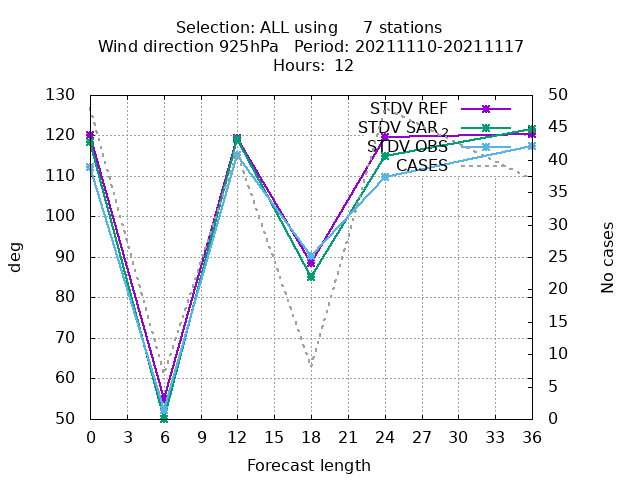 Selection: ALL using 7 stations
Wind direction 925hPa Period: 20211110-20211117
Hours: 12
130
120
110
100
90
80
70
60
50
50
45
40
35
30
25
20
15
10
5
0
STDV REF
STDV SAR₂
STDV OBS
CASES
deg
No cases
0 3 6 9 12 15 18 21 24 27 30 33 36
Forecast length